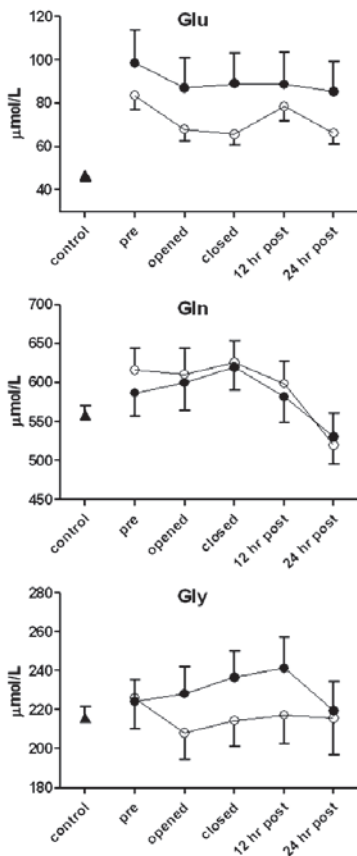 Glu
120
100
80
60
40
μmol/L
control
pre
opened
closed
12 hr post
24 hr post
Gln
700
650
600
550
500
450
μmol/L
control
pre
opened
closed
12 hr post
24 hr post
Gly
280
260
240
220
200
180
μmol/L
control
pre
opened
closed
12 hr post
24 hr post